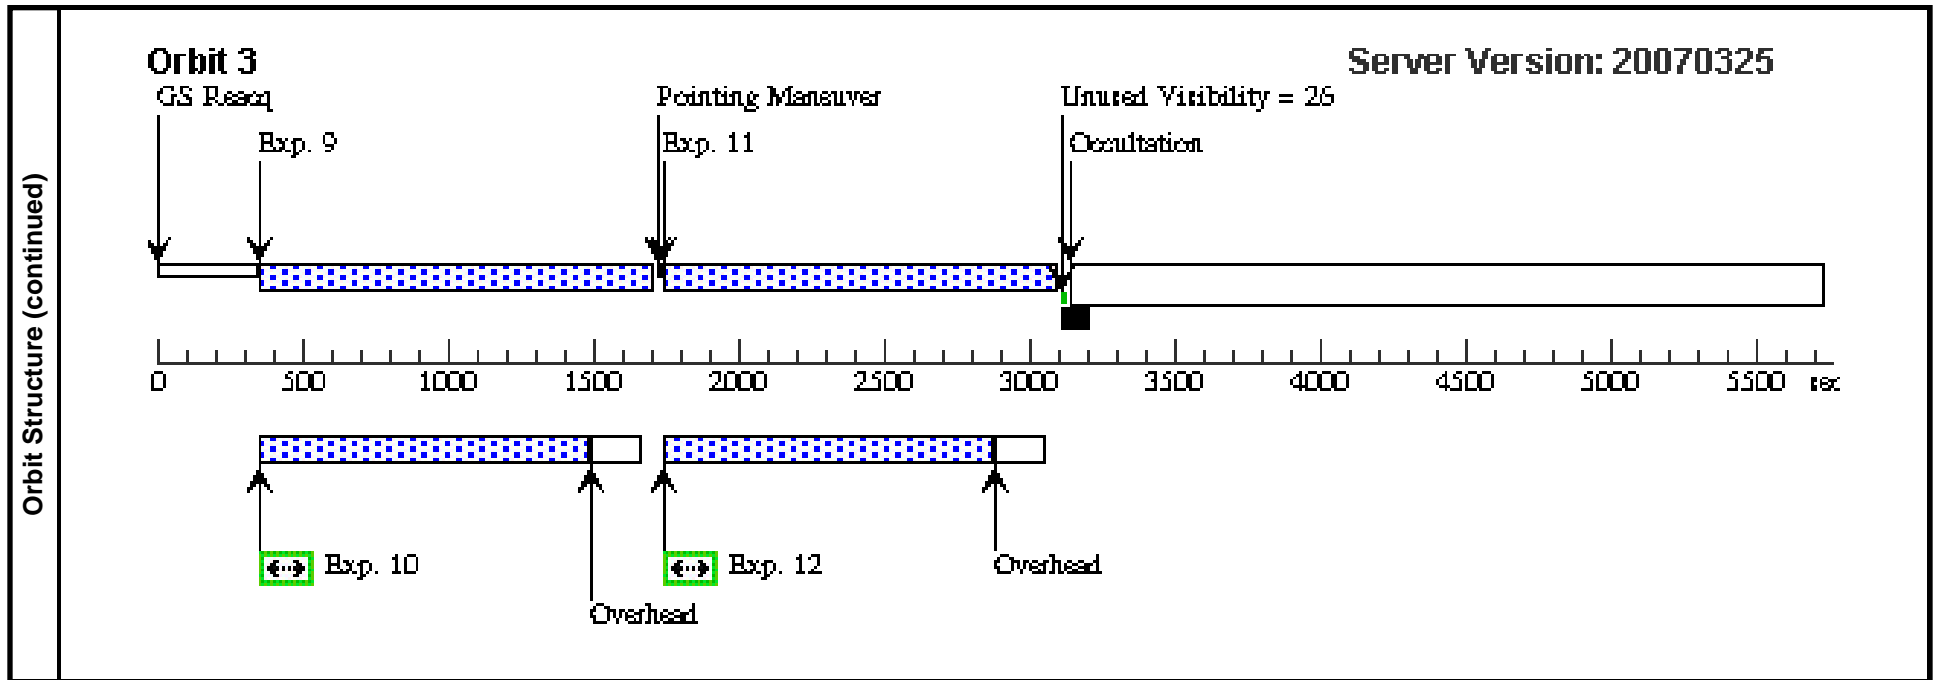 Orbit Structure (continued)
Orbit 3
Server Version: 20070325
GS Reacq
Pointing Maneuver
Unused Visibility = 26
Exp. 9
Exp. 11
Occultation
0 500 1000 1500 2000 2500 3000 3500 4000 4500 5000 5500 sec
Exp. 10
Exp. 12
Overhead
Overhead